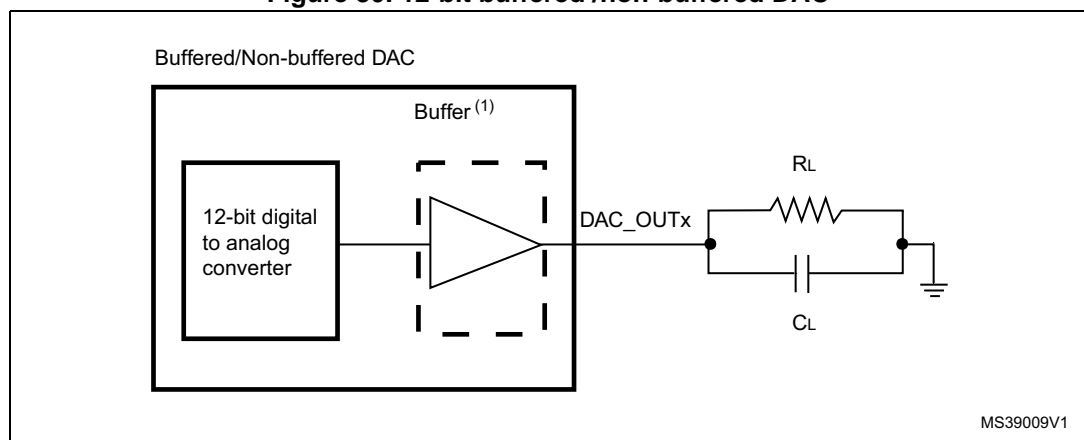 Figure 36. 12-bit buffered /non-buffered DAC
Buffered/Non-buffered DAC
Buffer (1)
12-bit digital
to analog
converter
DAC_OUTx
RL
CL
MS39009V1